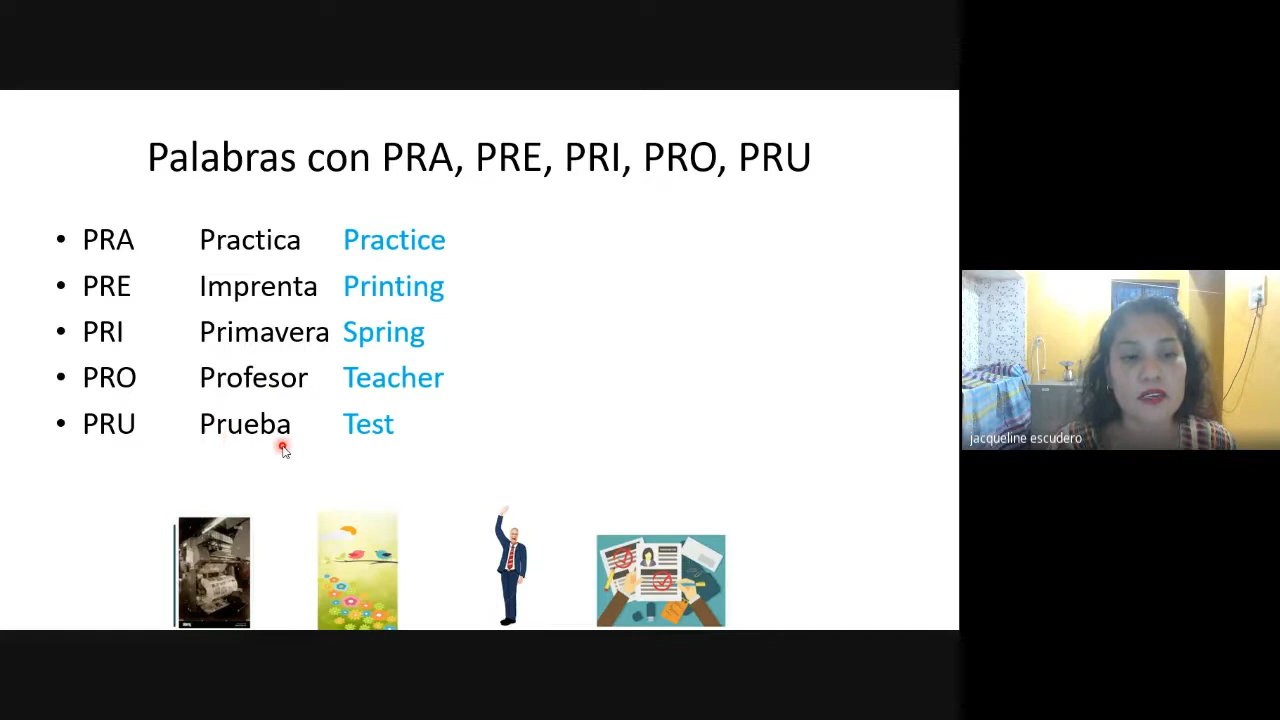 Palabras con PRA, PRE, PRI, PRO, PRU
• PRA Practica Practice
• PRE Imprenta Printing
• PRI Primavera Spring
• PRO Profesor Teacher
• PRU Prueba Test
jacqueline escudero